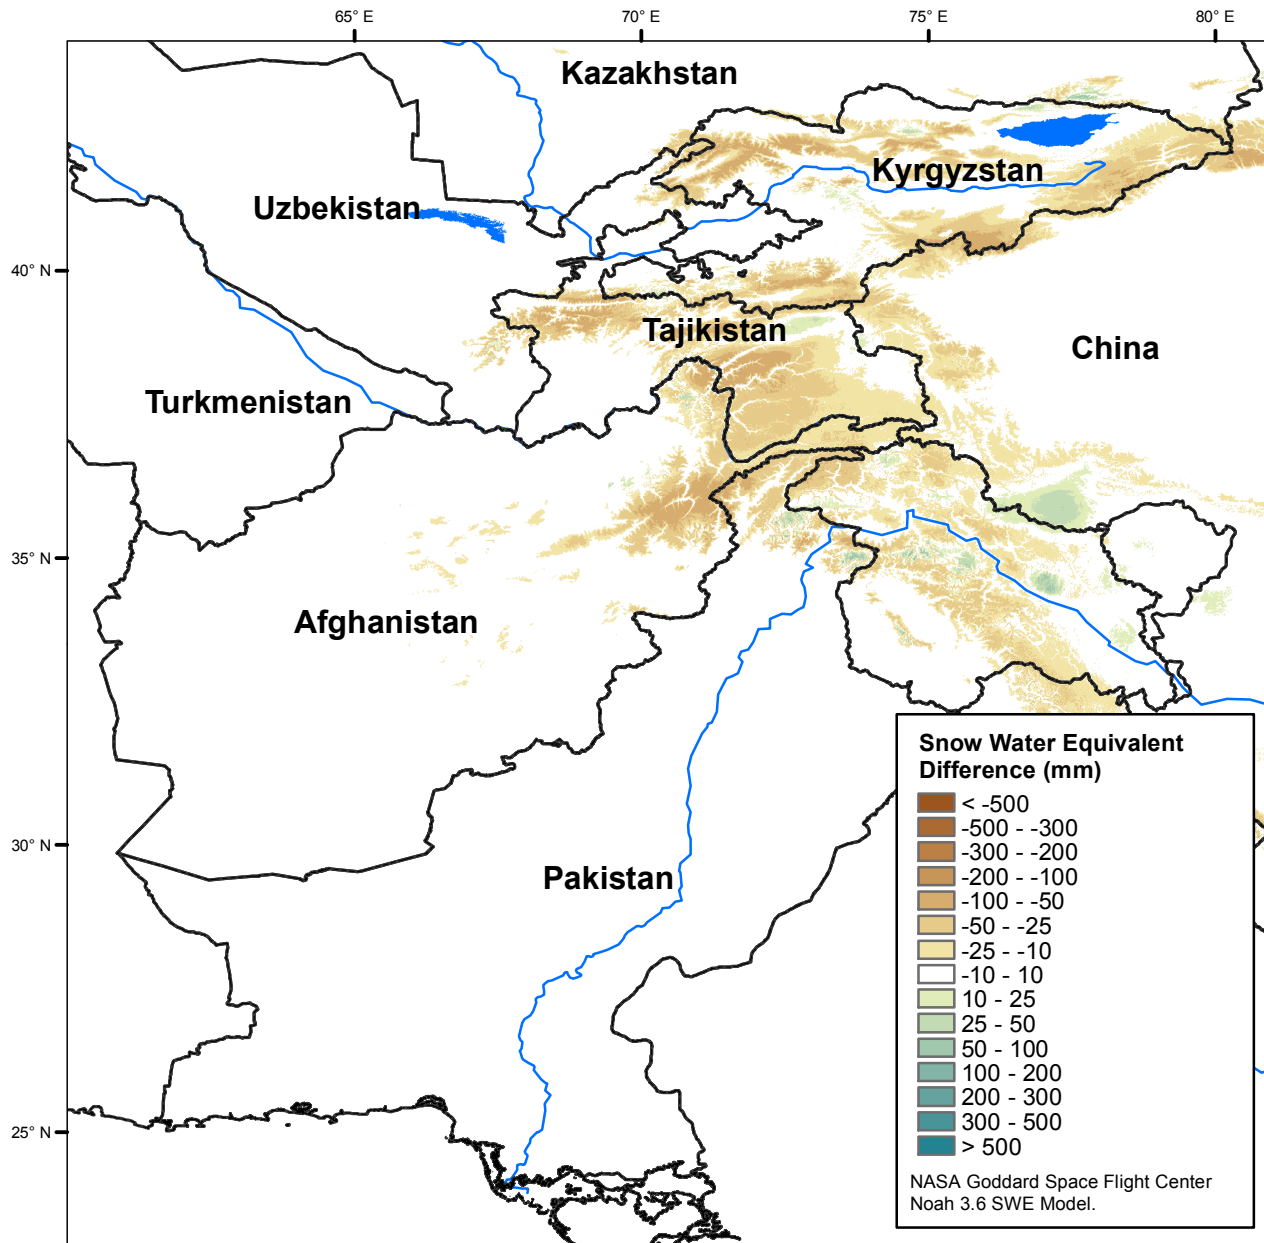 65° E
70° E
75° E
80° E
Kazakhstan
Kyrgyzstan
Uzbekistan
40° N
Tajikistan
China
Turkmenistan
35° N
Afghanistan
Snow Water Equivalent
Difference (mm)
< -500
-500 - -300
-300 - -200
-200 - -100
-100 - -50
-50 - -25
-25 - -10
-10 - 10
10 - 25
25 - 50
50 - 100
100 - 200
200 - 300
300 - 500
> 500
30° N
Pakistan
25° N
NASA Goddard Space Flight Center
Noah 3.6 SWE Model.